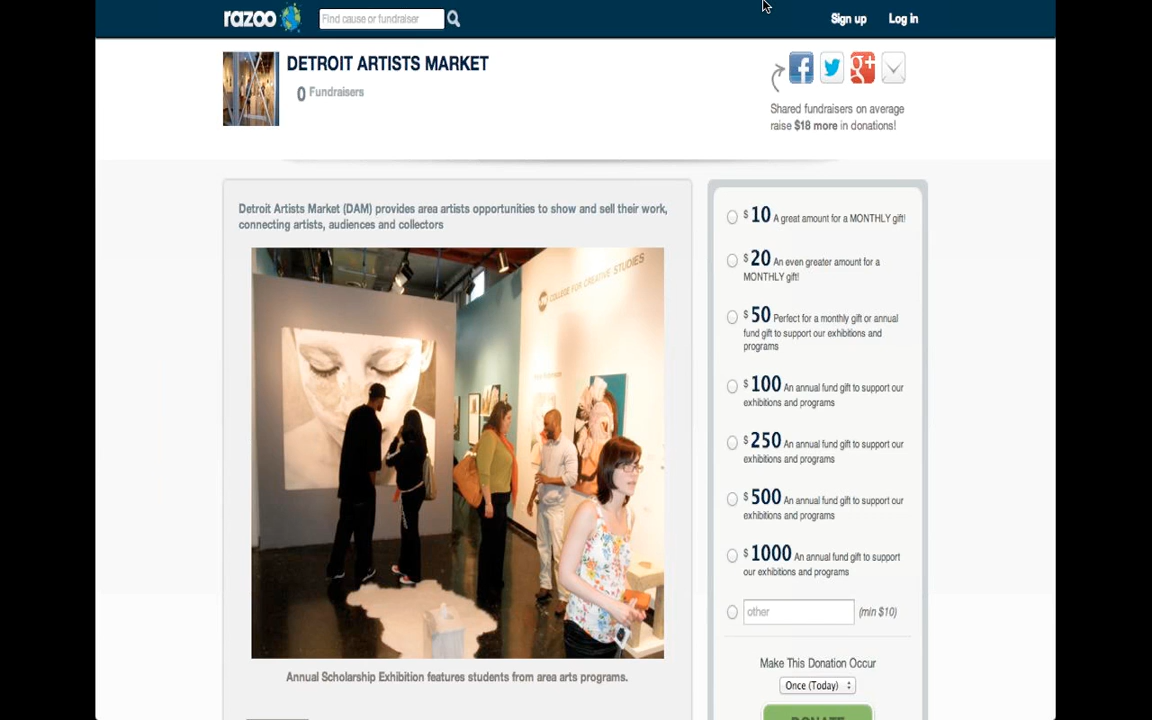 razoo
Find cause or fundraiser
Sign up
Log in
DETROIT ARTISTS MARKET
0 Fundraisers
Shared fundraisers on average
raise $18 more in donations!
Detroit Artists Market (DAM) provides area artists opportunities to show and sell their work,
connecting artists, audiences and collectors
COLLEGE FOR CREATIVE STUDIES
Annual Scholarship Exhibition features students from area arts programs.
$ 10 A great amount for a MONTHLY gift!
$ 20 An even greater amount for a
MONTHLY gift!
$ 50 Perfect for a monthly gift or annual
fund gift to support our exhibitions and
programs
$ 100 An annual fund gift to support our
exhibitions and programs
$ 250 An annual fund gift to support our
exhibitions and programs
$ 500 An annual fund gift to support our
exhibitions and programs
$ 1000 An annual fund gift to support
our exhibitions and programs
other (min $10)
Make This Donation Occur
Once (Today)
DONATE